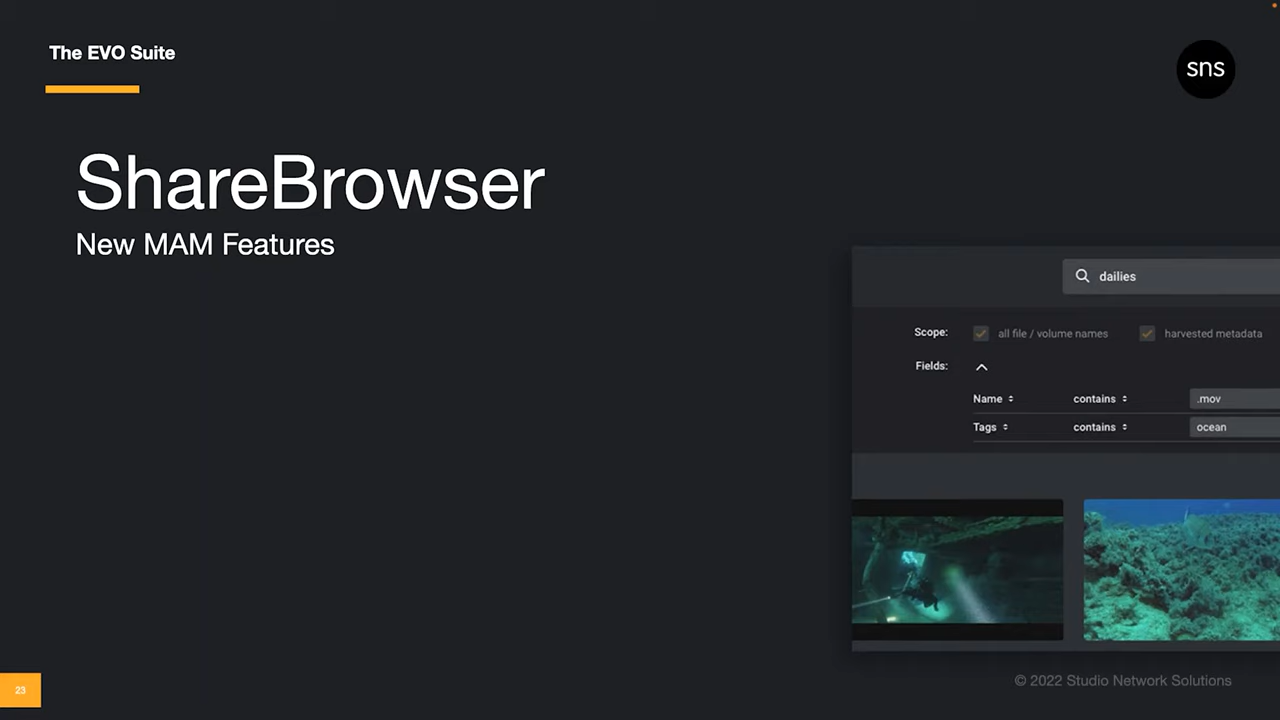 The EVO Suite
sns
ShareBrowser
New MAM Features
dailies
Scope: all file / volume names harvested metadata
Fields:
Name contains .mov
Tags contains ocean
23
© 2022 Studio Network Solutions